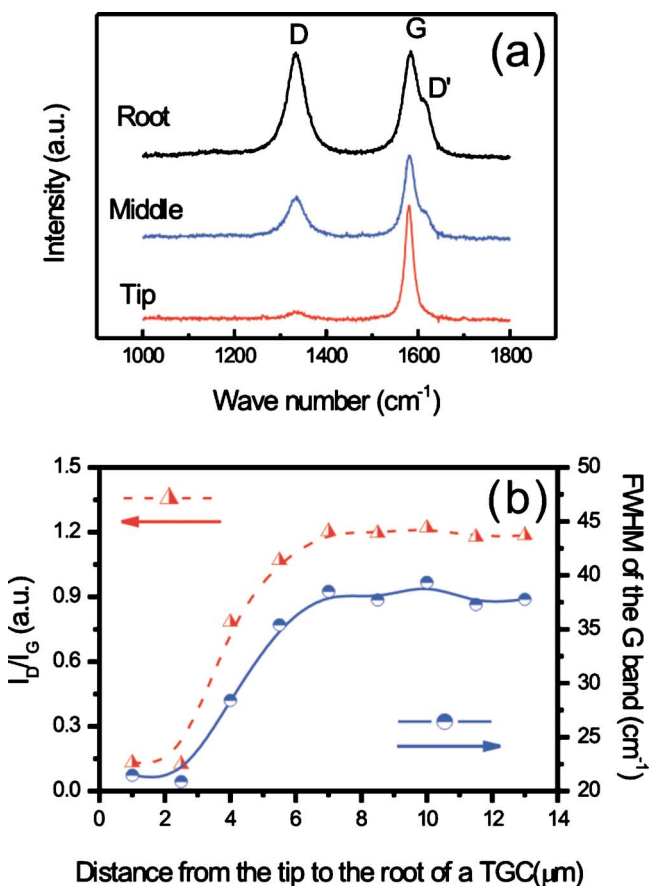 (a)
D
G
D'
Root
Middle
Tip
Intensity (a.u.)
1000 1200 1400 1600 1800
Wave number (cm-1)
(b)
1.5
1.2
0.9
0.6
0.3
0.0
I_D/I_G (a.u.)
50
45
40
35
30
25
20
FWHM of the G band (cm-1)
0 2 4 6 8 10 12 14
Distance from the tip to the root of a TGC(μm)